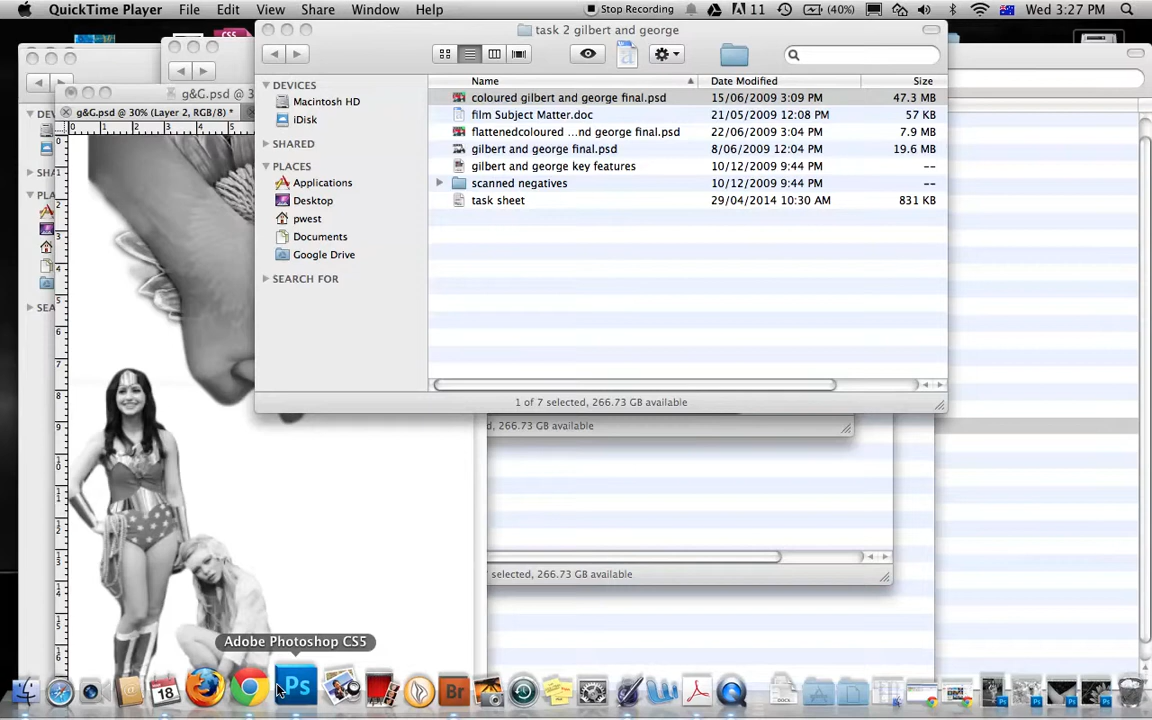 QuickTime Player File Edit View Share Window Help Stop Recording 11 (40%) Wed 3:27 PM
task 2 gilbert and george
g&G.psd @ 30%
g&G.psd @ 30% (Layer 2, RGB/8) *
DEVICES
Macintosh HD
iDisk
SHARED
PLACES
Applications
Desktop
pwest
Documents
Google Drive
SEARCH FOR
Name Date Modified Size
coloured gilbert and george final.psd 15/06/2009 3:09 PM 47.3 MB
film Subject Matter.doc 21/05/2009 12:08 PM 57 KB
flattenedcoloured ...nd george final.psd 22/06/2009 3:04 PM 7.9 MB
gilbert and george final.psd 8/06/2009 12:04 PM 19.6 MB
gilbert and george key features 10/12/2009 9:44 PM --
scanned negatives 10/12/2009 9:44 PM --
task sheet 29/04/2014 10:30 AM 831 KB
1 of 7 selected, 266.73 GB available
d, 266.73 GB available
selected, 266.73 GB available
Adobe Photoshop CS5
18
Ps
Br